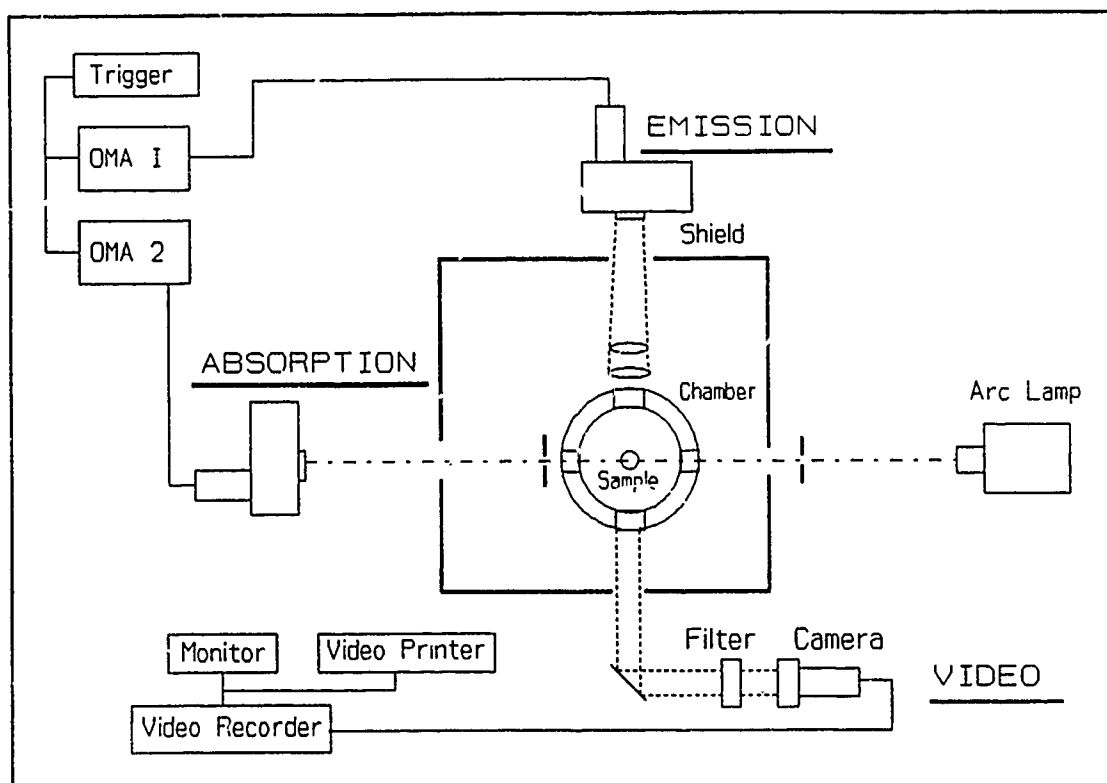 Trigger
OMA 1
OMA 2
EMISSION
Shield
ABSORPTION
Chamber
Arc Lamp
Sample
Filter
Camera
Monitor
Video Printer
VIDEO
Video Recorder